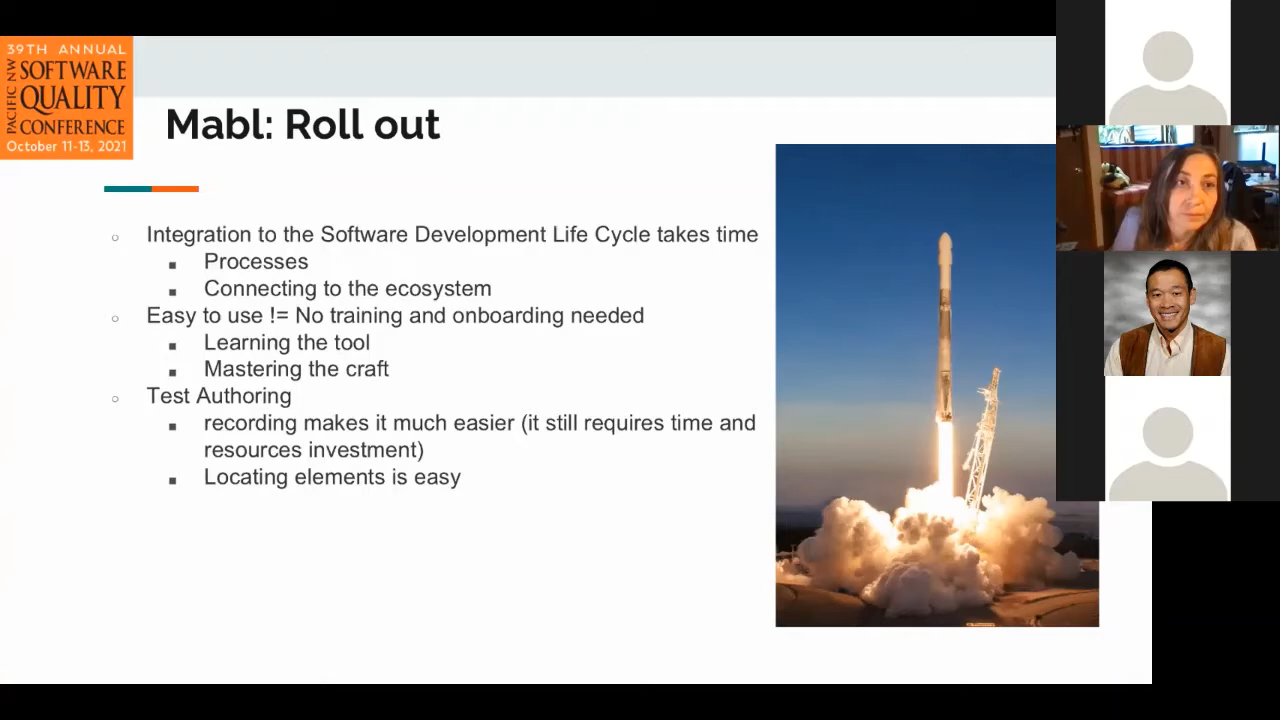 39TH ANNUAL
PACIFIC NW
SOFTWARE
QUALITY
CONFERENCE
October 11-13, 2021
Mabl: Roll out
Integration to the Software Development Life Cycle takes time
Processes
Connecting to the ecosystem
Easy to use != No training and onboarding needed
Learning the tool
Mastering the craft
Test Authoring
recording makes it much easier (it still requires time and
resources investment)
Locating elements is easy